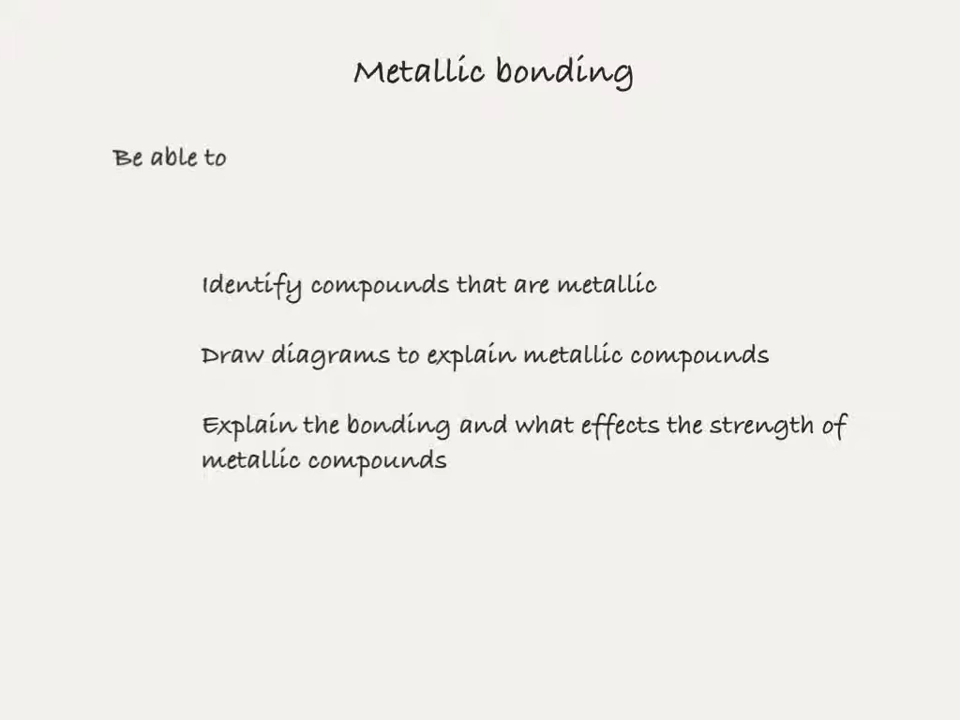 Metallic bonding
Be able to
Identify compounds that are metallic
Draw diagrams to explain metallic compounds
Explain the bonding and what effects the strength of
metallic compounds